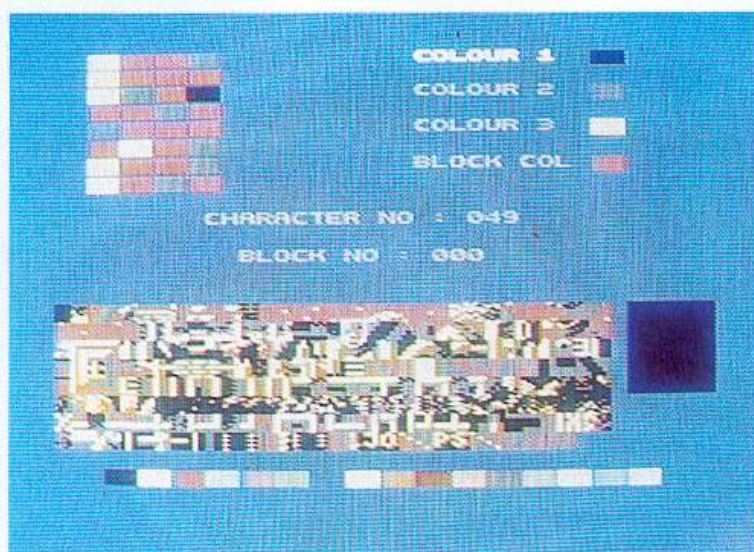 COLOUR 1
COLOUR 2
COLOUR 3
BLOCK COL
CHARACTER NO : 049
BLOCK NO : 000